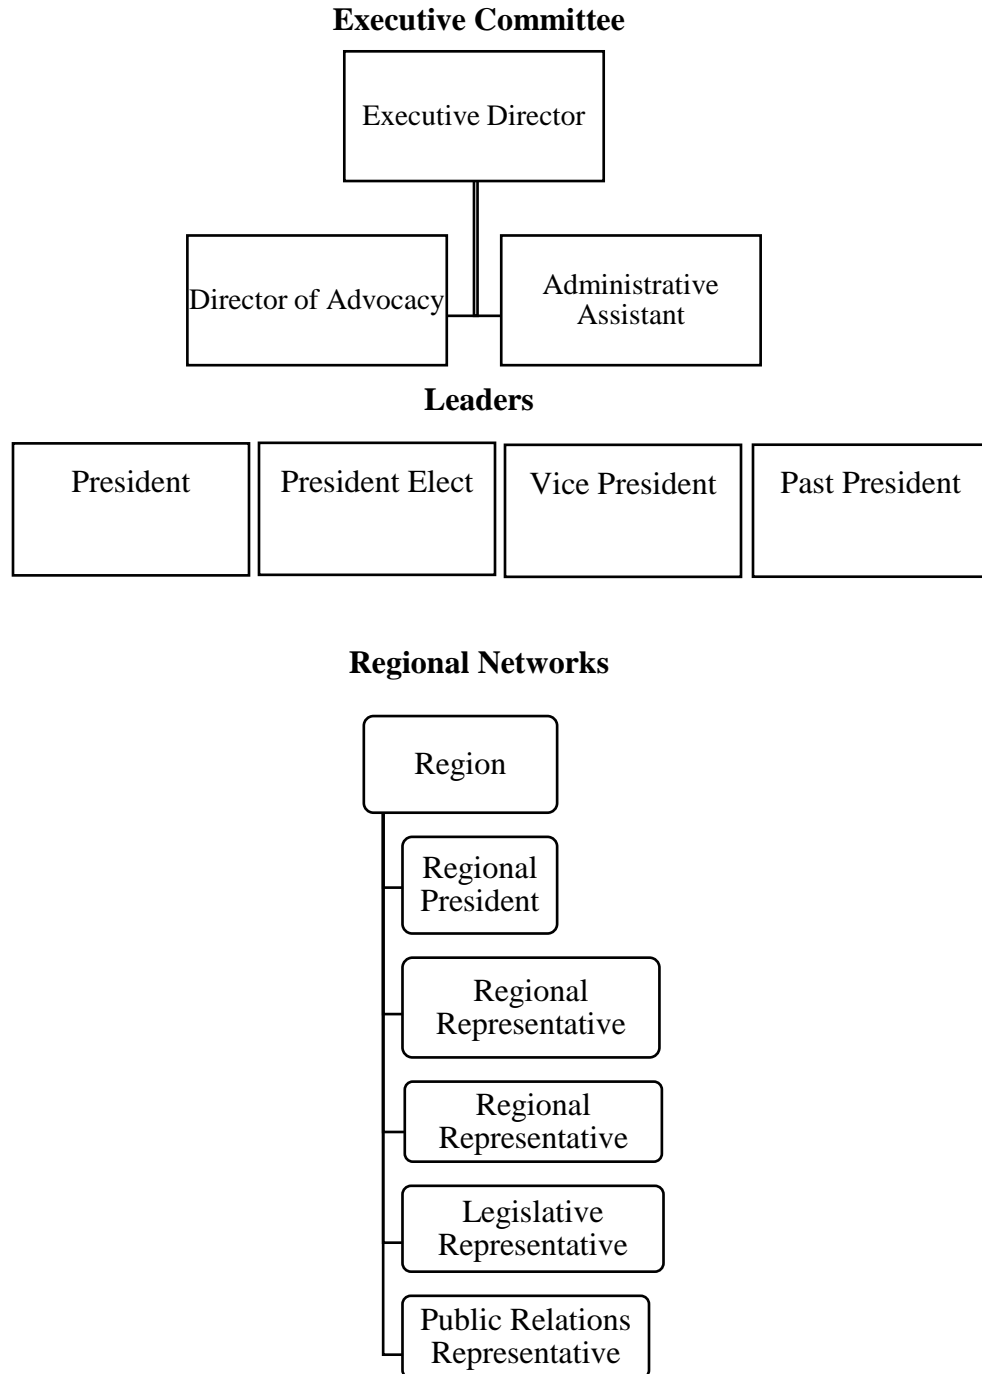 Executive Committee
Executive Director
Director of Advocacy
Administrative
Assistant
Leaders
President
President Elect
Vice President
Past President
Regional Networks
Region
Regional
President
Regional
Representative
Regional
Representative
Legislative
Representative
Public Relations
Representative